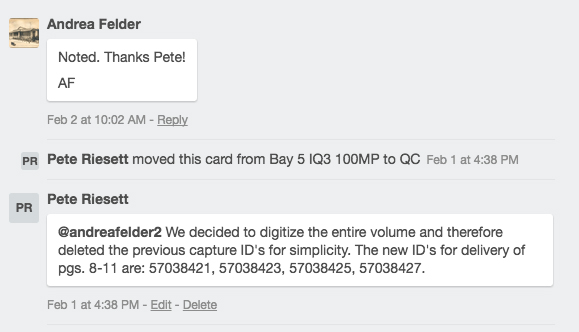 Andrea Felder
Noted. Thanks Pete!
AF
Feb 2 at 10:02 AM - Reply
PR Pete Riesett moved this card from Bay 5 IQ3 100MP to QC Feb 1 at 4:38 PM
PR Pete Riesett
@andreafelder2 We decided to digitize the entire volume and therefore
deleted the previous capture ID's for simplicity. The new ID's for delivery of
pgs. 8-11 are: 57038421, 57038423, 57038425, 57038427.
Feb 1 at 4:38 PM - Edit - Delete